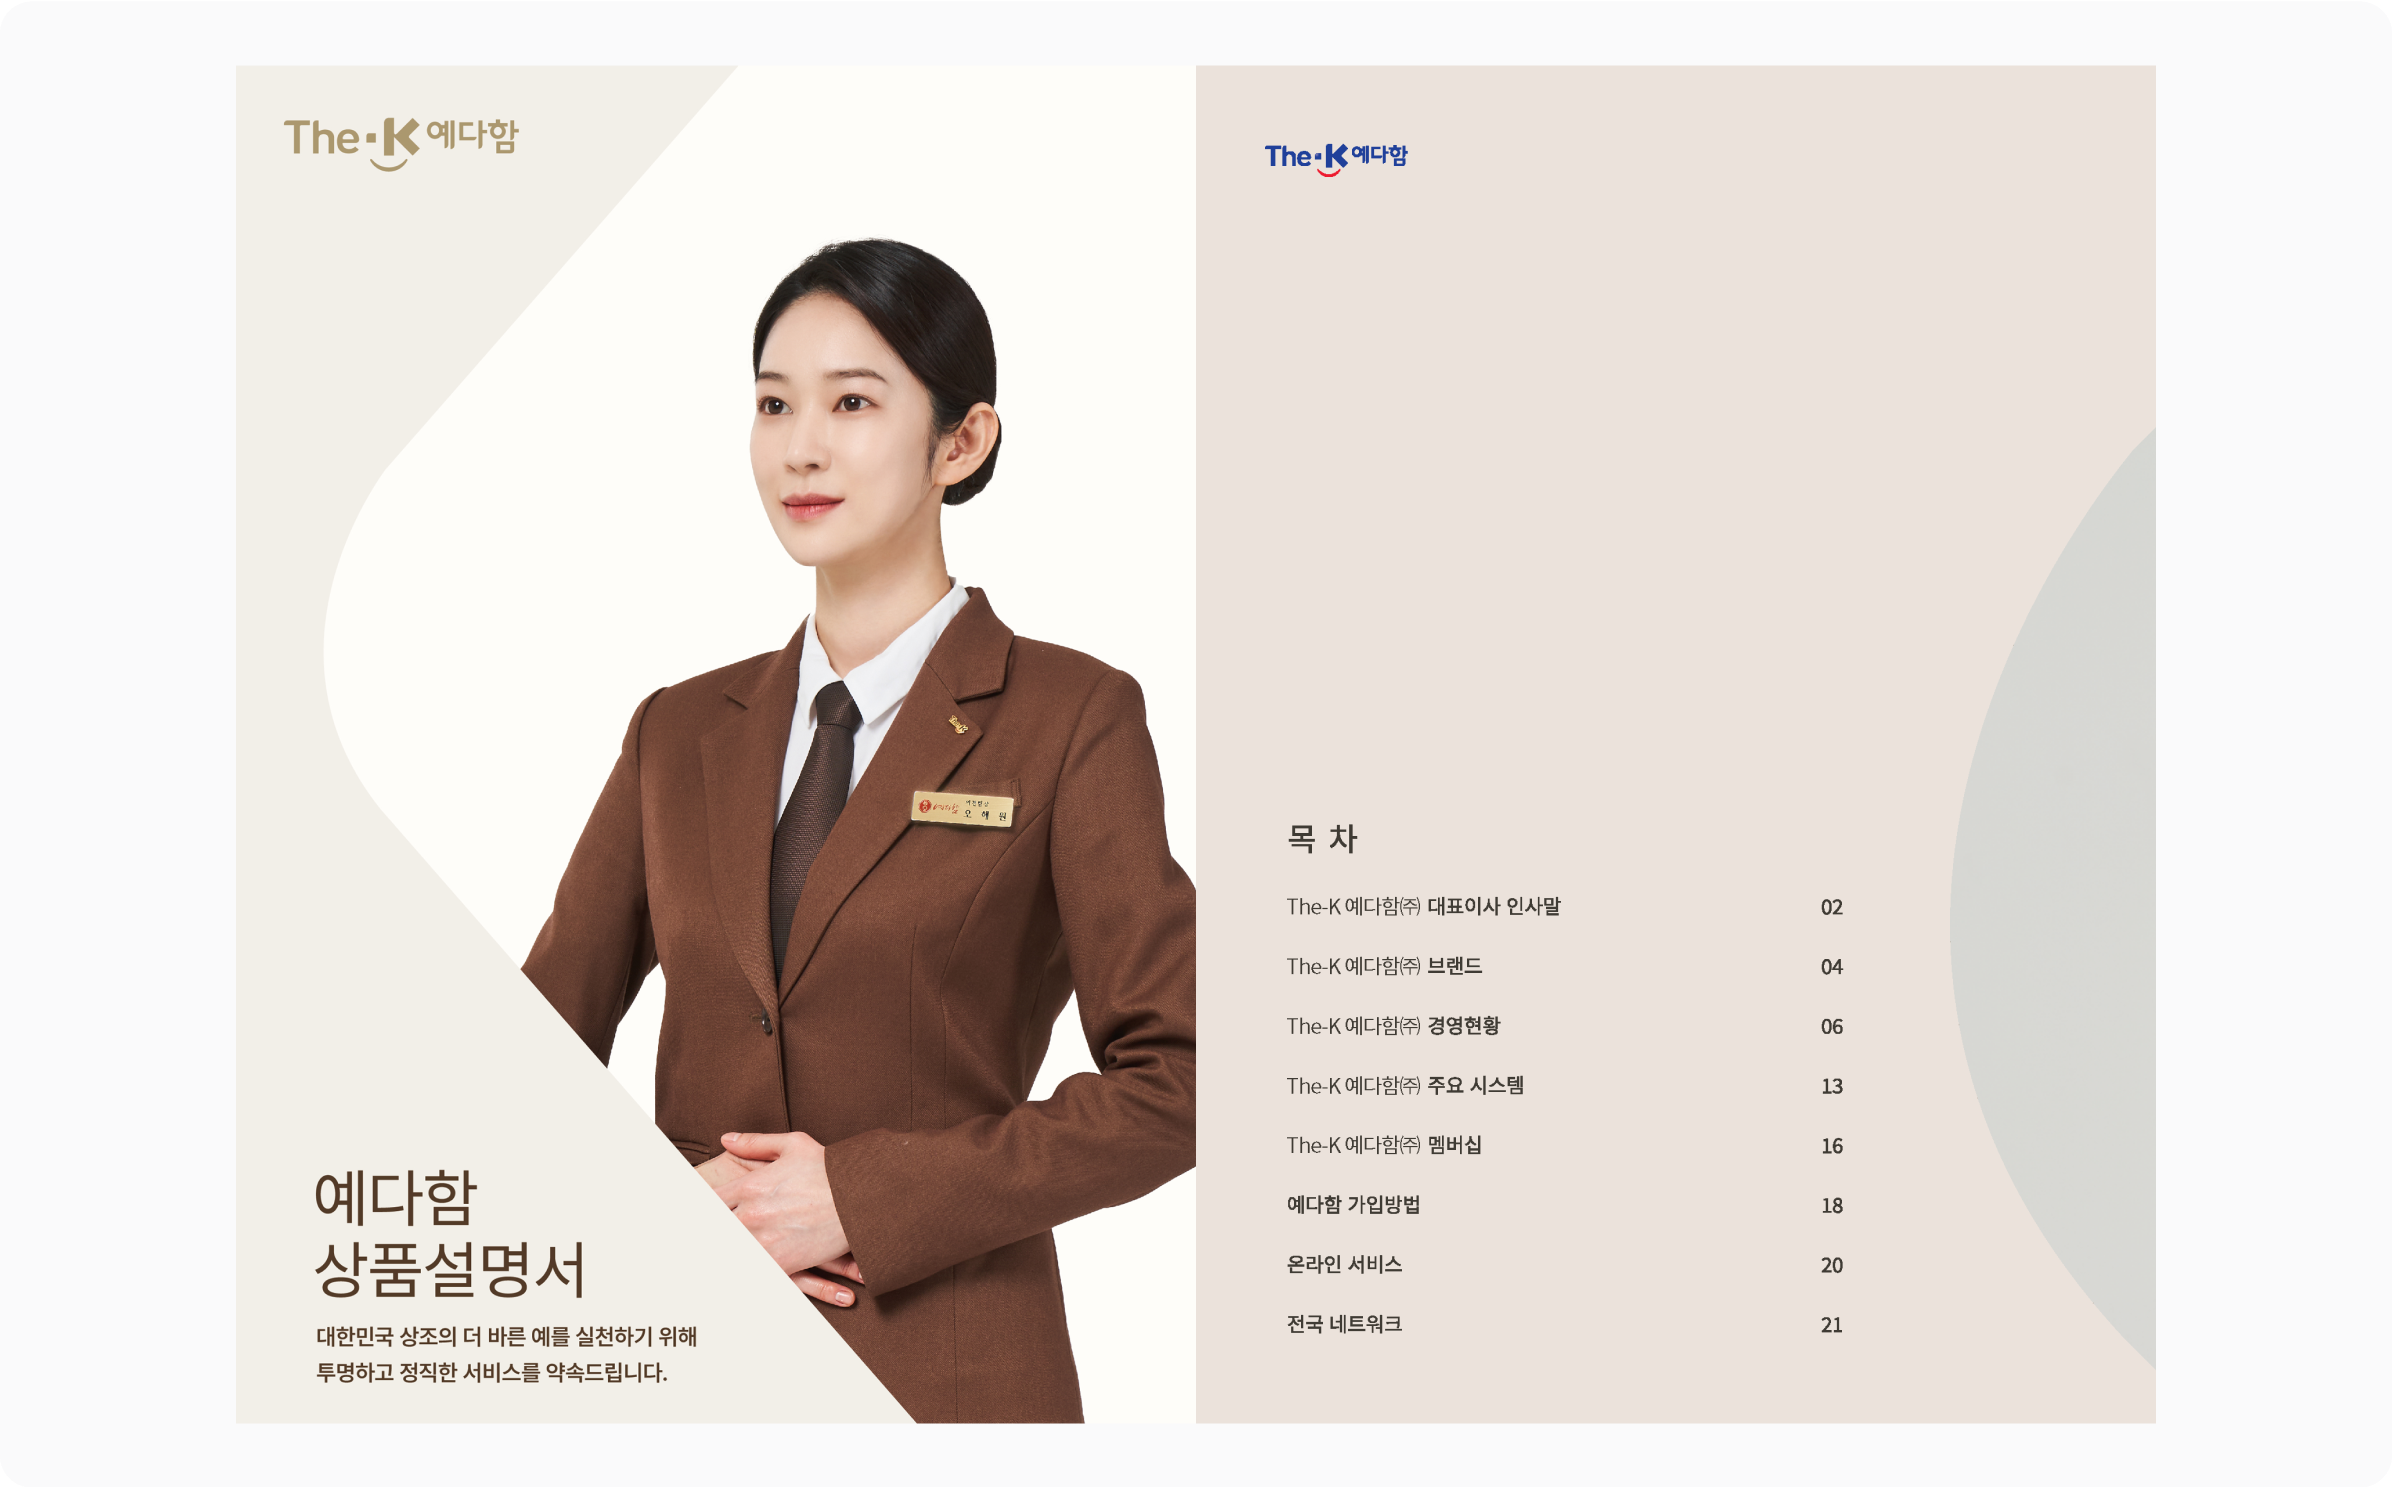 The-K 예다함
예다함
오 해 원
예다함
상품설명서
대한민국 상조의 더 바른 예를 실천하기 위해
투명하고 정직한 서비스를 약속드립니다.
The-K 예다함
목 차
The-K 예다함㈜ 대표이사 인사말 02
The-K 예다함㈜ 브랜드 04
The-K 예다함㈜ 경영현황 06
The-K 예다함㈜ 주요 시스템 13
The-K 예다함㈜ 멤버십 16
예다함 가입방법 18
온라인 서비스 20
전국 네트워크 21